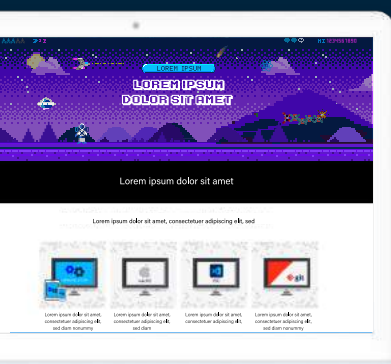 LOREM IPSUM
LOREM IPSUM
DOLOR SIT AMET
Lorem ipsum dolor sit amet
Lorem ipsum dolor sit amet, consectetuer adipiscing elit, sed
Lorem ipsum dolor sit amet,
consectetuer adipiscing elit,
sed diam nonummy
Lorem ipsum dolor sit amet,
consectetuer adipiscing elit,
sed diam
Lorem ipsum dolor sit amet,
consectetuer adipiscing elit,
sed diam nonummy
git
Lorem ipsum dolor sit amet,
consectetuer adipiscing elit,
sed diam nonummy